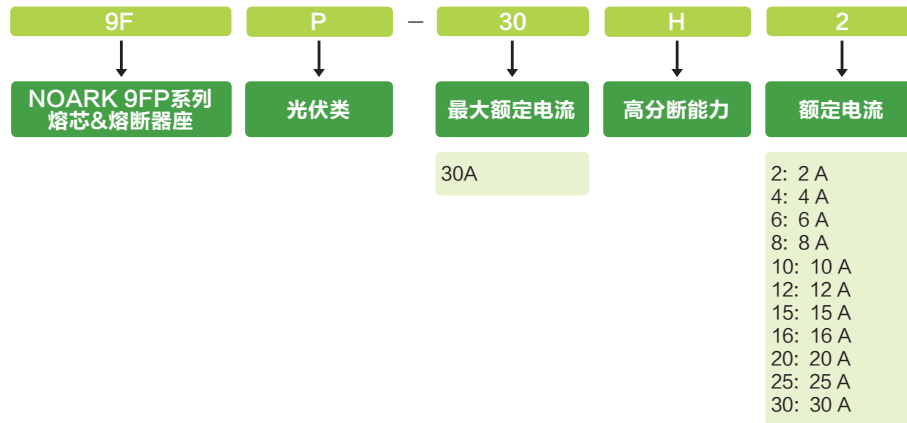 9F P — 30 H 2
NOARK 9FP系列
熔芯&熔断器座
光伏类
最大额定电流
高分断能力
额定电流
30A
2: 2 A
4: 4 A
6: 6 A
8: 8 A
10: 10 A
12: 12 A
15: 15 A
16: 16 A
20: 20 A
25: 25 A
30: 30 A